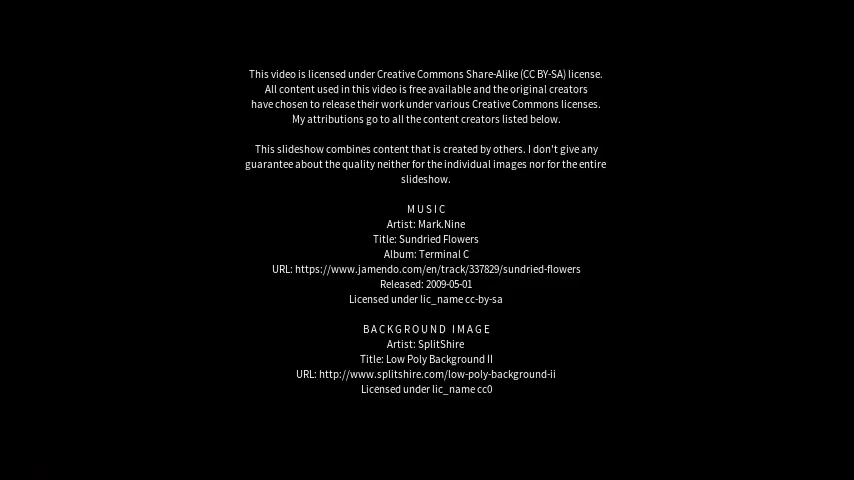 This video is licensed under Creative Commons Share-Alike (CC BY-SA) license.
All content used in this video is free available and the original creators
have chosen to release their work under various Creative Commons licenses.
My attributions go to all the content creators listed below.
This slideshow combines content that is created by others. I don't give any
guarantee about the quality neither for the individual images nor for the entire
slideshow.
MUSIC
Artist: Mark.Nine
Title: Sundried Flowers
Album: Terminal C
URL: https://www.jamendo.com/en/track/337829/sundried-flowers
Released: 2009-05-01
Licensed under lic_name cc-by-sa
BACKGROUND IMAGE
Artist: SplitShire
Title: Low Poly Background II
URL: http://www.splitshire.com/low-poly-background-ii
Licensed under lic_name cc0